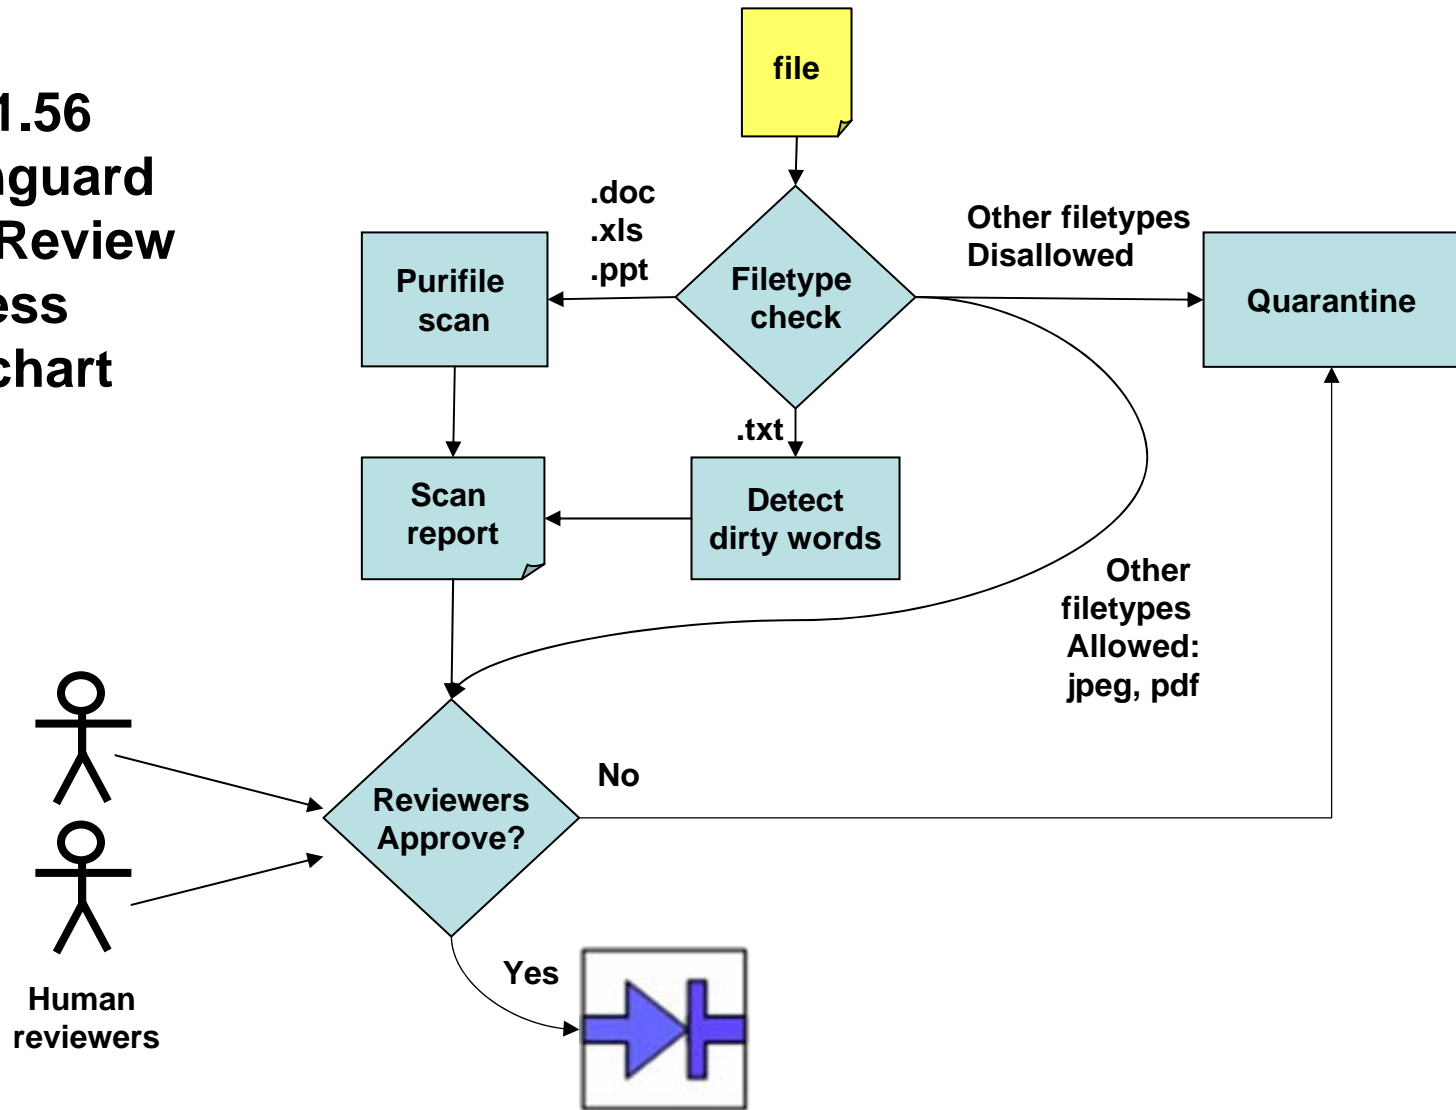 1.56
nguard
Review
ess
chart
file
.doc
.xls
.ppt
Other filetypes
Disallowed
Purifile
scan
Filetype
check
Quarantine
.txt
Scan
report
Detect
dirty words
Other
filetypes
Allowed:
jpeg, pdf
No
Reviewers
Approve?
Yes
Human
reviewers